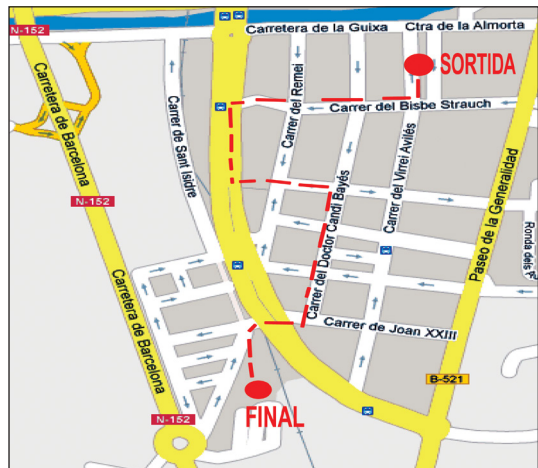 N-152
Carretera de la Guixa
Ctra de la Almorta
SORTIDA
Carretera de Barcelona
Carrer de Sant Isidre
Carrer del Remei
Carrer del Bisbe Strauch
Carrer del Virrei Avilés
Carrer del Doctor Candi Bayés
Paseo de la Generalidad
N-152
Ronda dels
Carretera de Barcelona
Carrer de Joan XXIII
B-521
N-152
FINAL